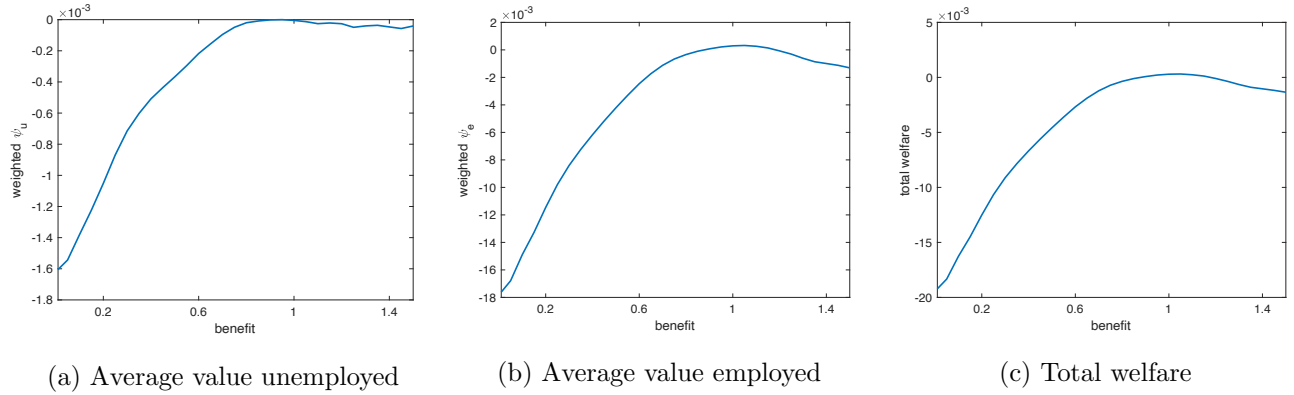 ×10⁻³
0
-0.2
-0.4
-0.6
-0.8
-1
-1.2
-1.4
-1.6
-1.8
weighted ψ_u
0.2 0.6 1 1.4
benefit
(a) Average value unemployed
×10⁻³
2
0
-2
-4
-6
-8
-10
-12
-14
-16
-18
weighted ψ_e
0.2 0.6 1 1.4
benefit
(b) Average value employed
×10⁻³
5
0
-5
-10
-15
-20
total welfare
0.2 0.6 1 1.4
benefit
(c) Total welfare